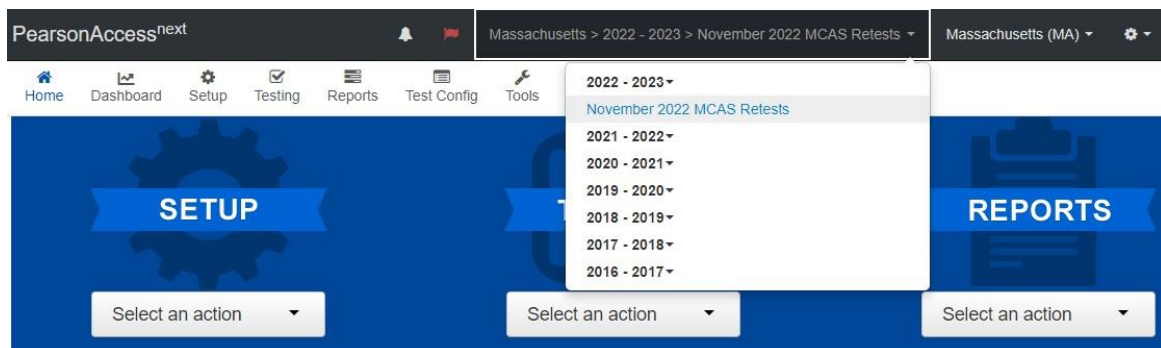 PearsonAccessnext
Massachusetts > 2022 - 2023 > November 2022 MCAS Retests
Massachusetts (MA)
Home Dashboard Setup Testing Reports Test Config Tools
2022 - 2023
November 2022 MCAS Retests
2021 - 2022
2020 - 2021
2019 - 2020
2018 - 2019
2017 - 2018
2016 - 2017
SETUP
REPORTS
Select an action
Select an action
Select an action